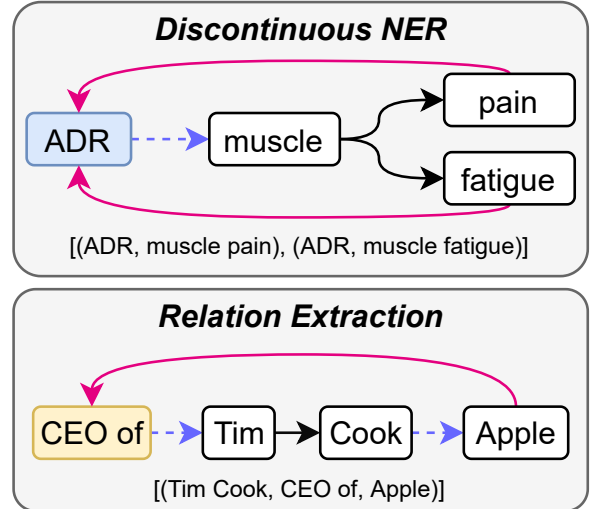 Discontinuous NER
pain
ADR
muscle
fatigue
[(ADR, muscle pain), (ADR, muscle fatigue)]
Relation Extraction
CEO of
Tim
Cook
Apple
[(Tim Cook, CEO of, Apple)]